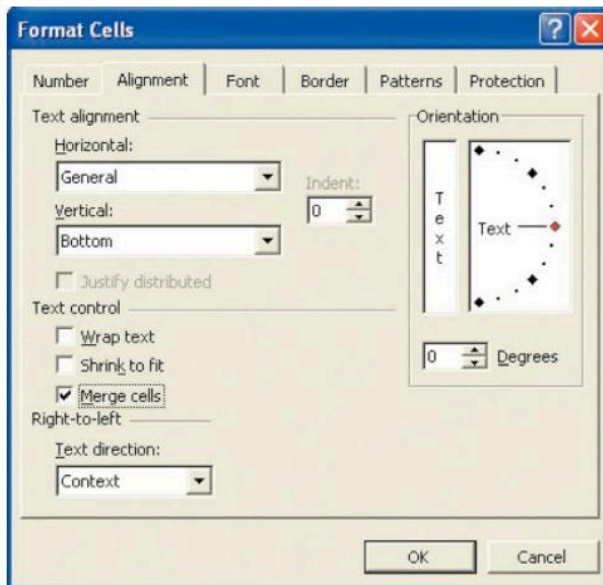 Format Cells
Number Alignment Font Border Patterns Protection
Text alignment
Horizontal:
General
Indent:
0
Vertical:
Bottom
Justify distributed
Text control
Wrap text
Shrink to fit
Merge cells
Right-to-left
Text direction:
Context
Orientation
Text
Text
0 Degrees
OK Cancel